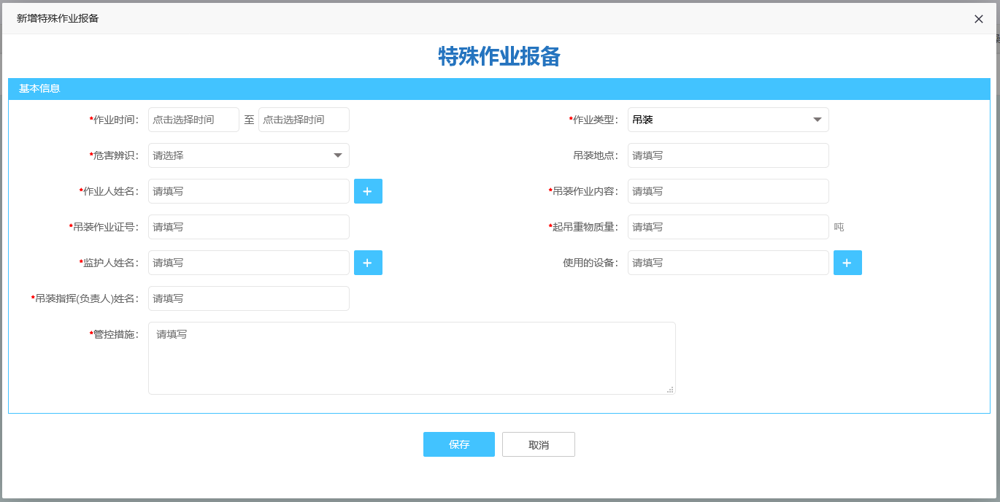 新增特殊作业报备
特殊作业报备
基本信息
*作业时间： 点击选择时间 至 点击选择时间 *作业类型： 吊装
*危害辨识： 请选择 吊装地点： 请填写
*作业人姓名： 请填写 + *吊装作业内容： 请填写
*吊装作业证号： 请填写 *起吊重物质量： 请填写 吨
*监护人姓名： 请填写 + 使用的设备： 请填写 +
*吊装指挥(负责人)姓名： 请填写
*管控措施： 请填写
保存 取消